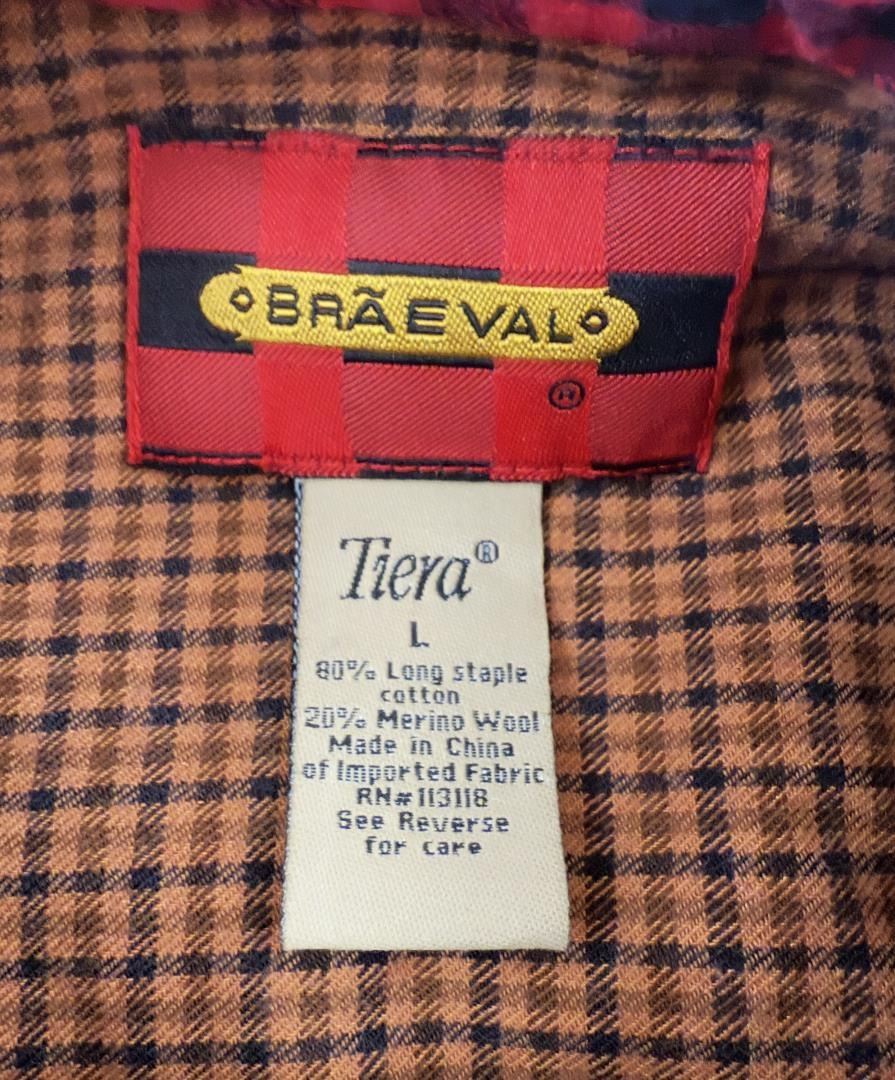 BRÃEVAL
®
Tiera®
L
80% Long staple
cotton
20% Merino Wool
Made in China
of Imported Fabric
RN#113118
See Reverse
for care